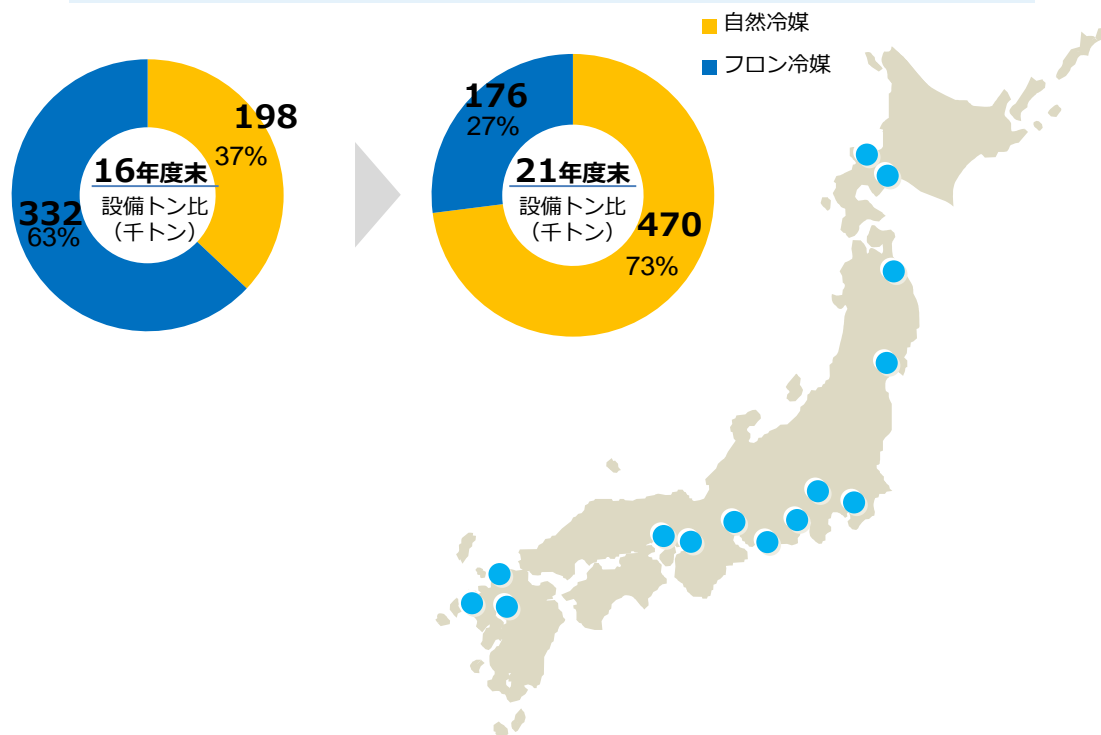 自然冷媒
フロン冷媒
198
37%
16年度末
設備トン比
（千トン）
332
63%
176
27%
21年度末
設備トン比
（千トン）
470
73%